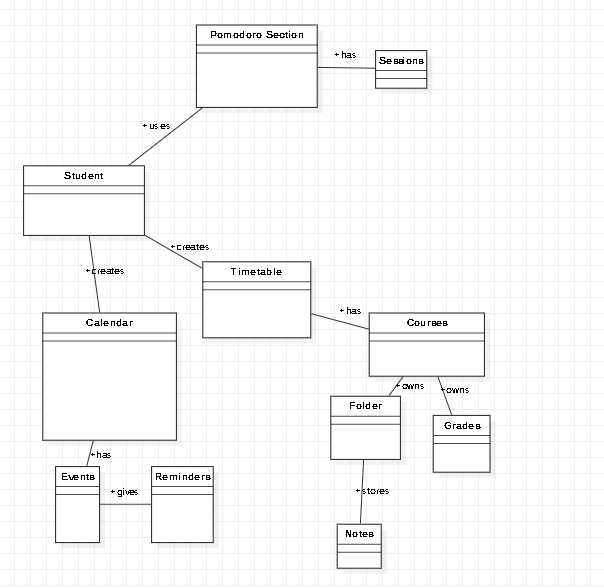 Pomodoro Section
+has
Sessions
+uses
Student
+creates
+creates
Timetable
+has
Calendar
Courses
+owns
+owns
Folder
Grades
+has
Events
+gives
Reminders
+stores
Notes